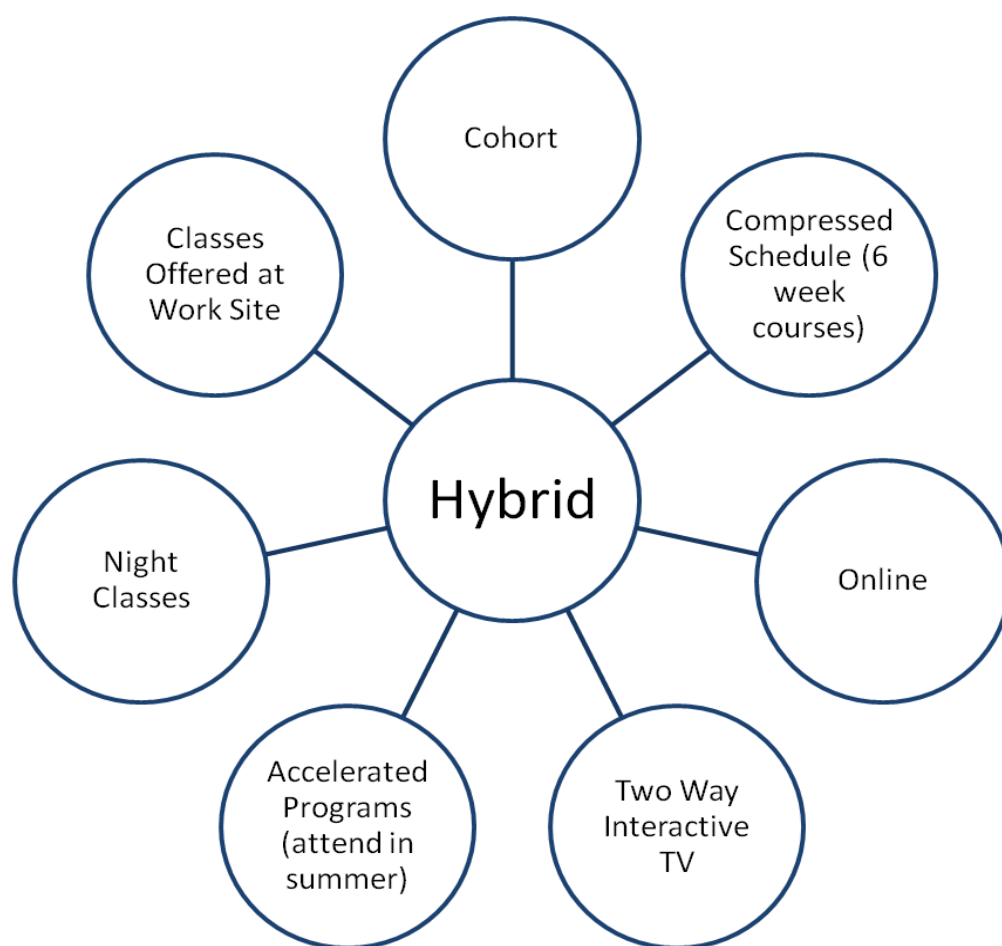 Cohort
Compressed
Schedule (6
week
courses)
Online
Two Way
Interactive
TV
Accelerated
Programs
(attend in
summer)
Night
Classes
Classes
Offered at
Work Site
Hybrid